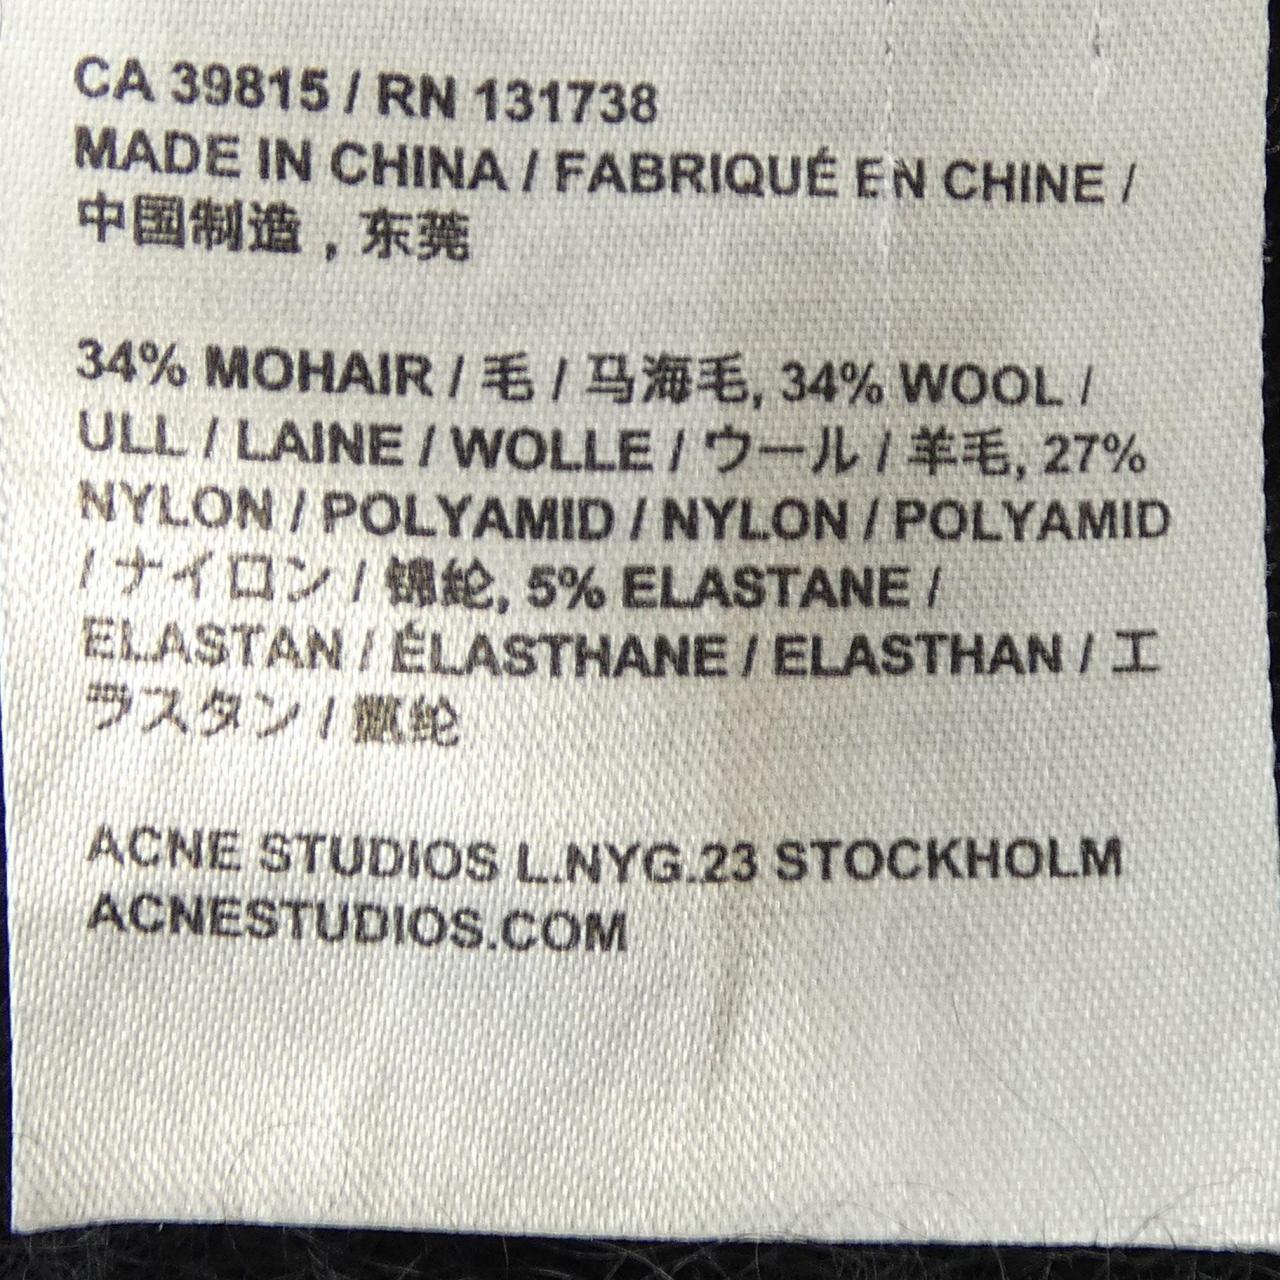 CA 39815 / RN 131738
MADE IN CHINA / FABRIQUÉ EN CHINE /
中国制造，东莞
34% MOHAIR / 毛 / 马海毛, 34% WOOL /
ULL / LAINE / WOLLE / ウール / 羊毛, 27%
NYLON / POLYAMID / NYLON / POLYAMID
/ ナイロン / 锦纶, 5% ELASTANE /
ELASTAN / ÉLASTHANE / ELASTHAN / エ
ラスタン / 氨纶
ACNE STUDIOS L.NYG.23 STOCKHOLM
ACNESTUDIOS.COM